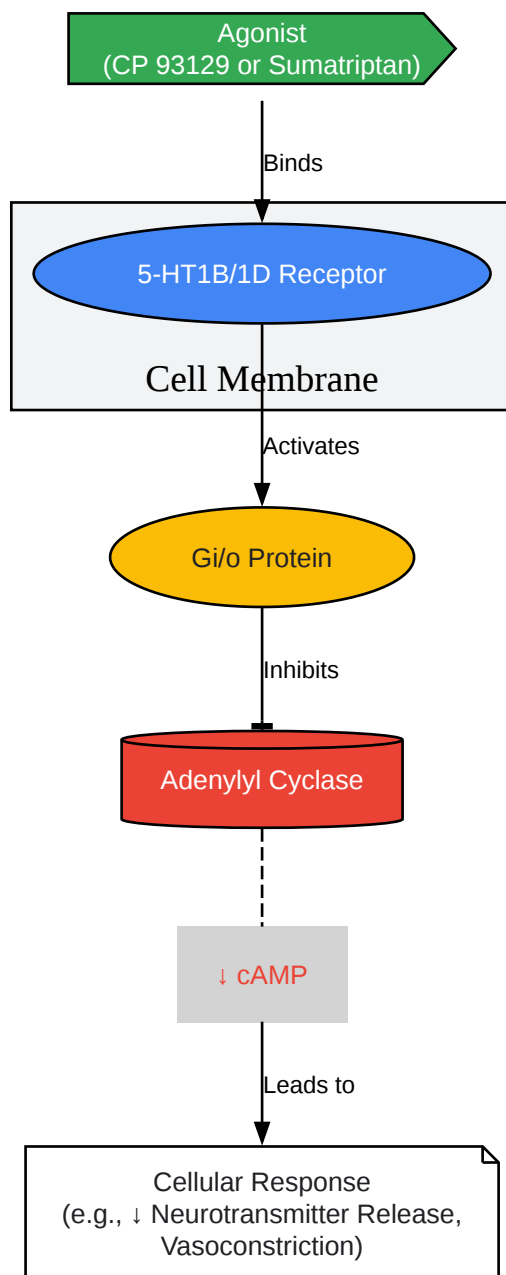 Agonist
(CP 93129 or Sumatriptan)
Binds
5-HT1B/1D Receptor
Cell Membrane
Activates
Gi/o Protein
Inhibits
Adenylyl Cyclase
↓ cAMP
Leads to
Cellular Response
(e.g., ↓ Neurotransmitter Release,
Vasoconstriction)